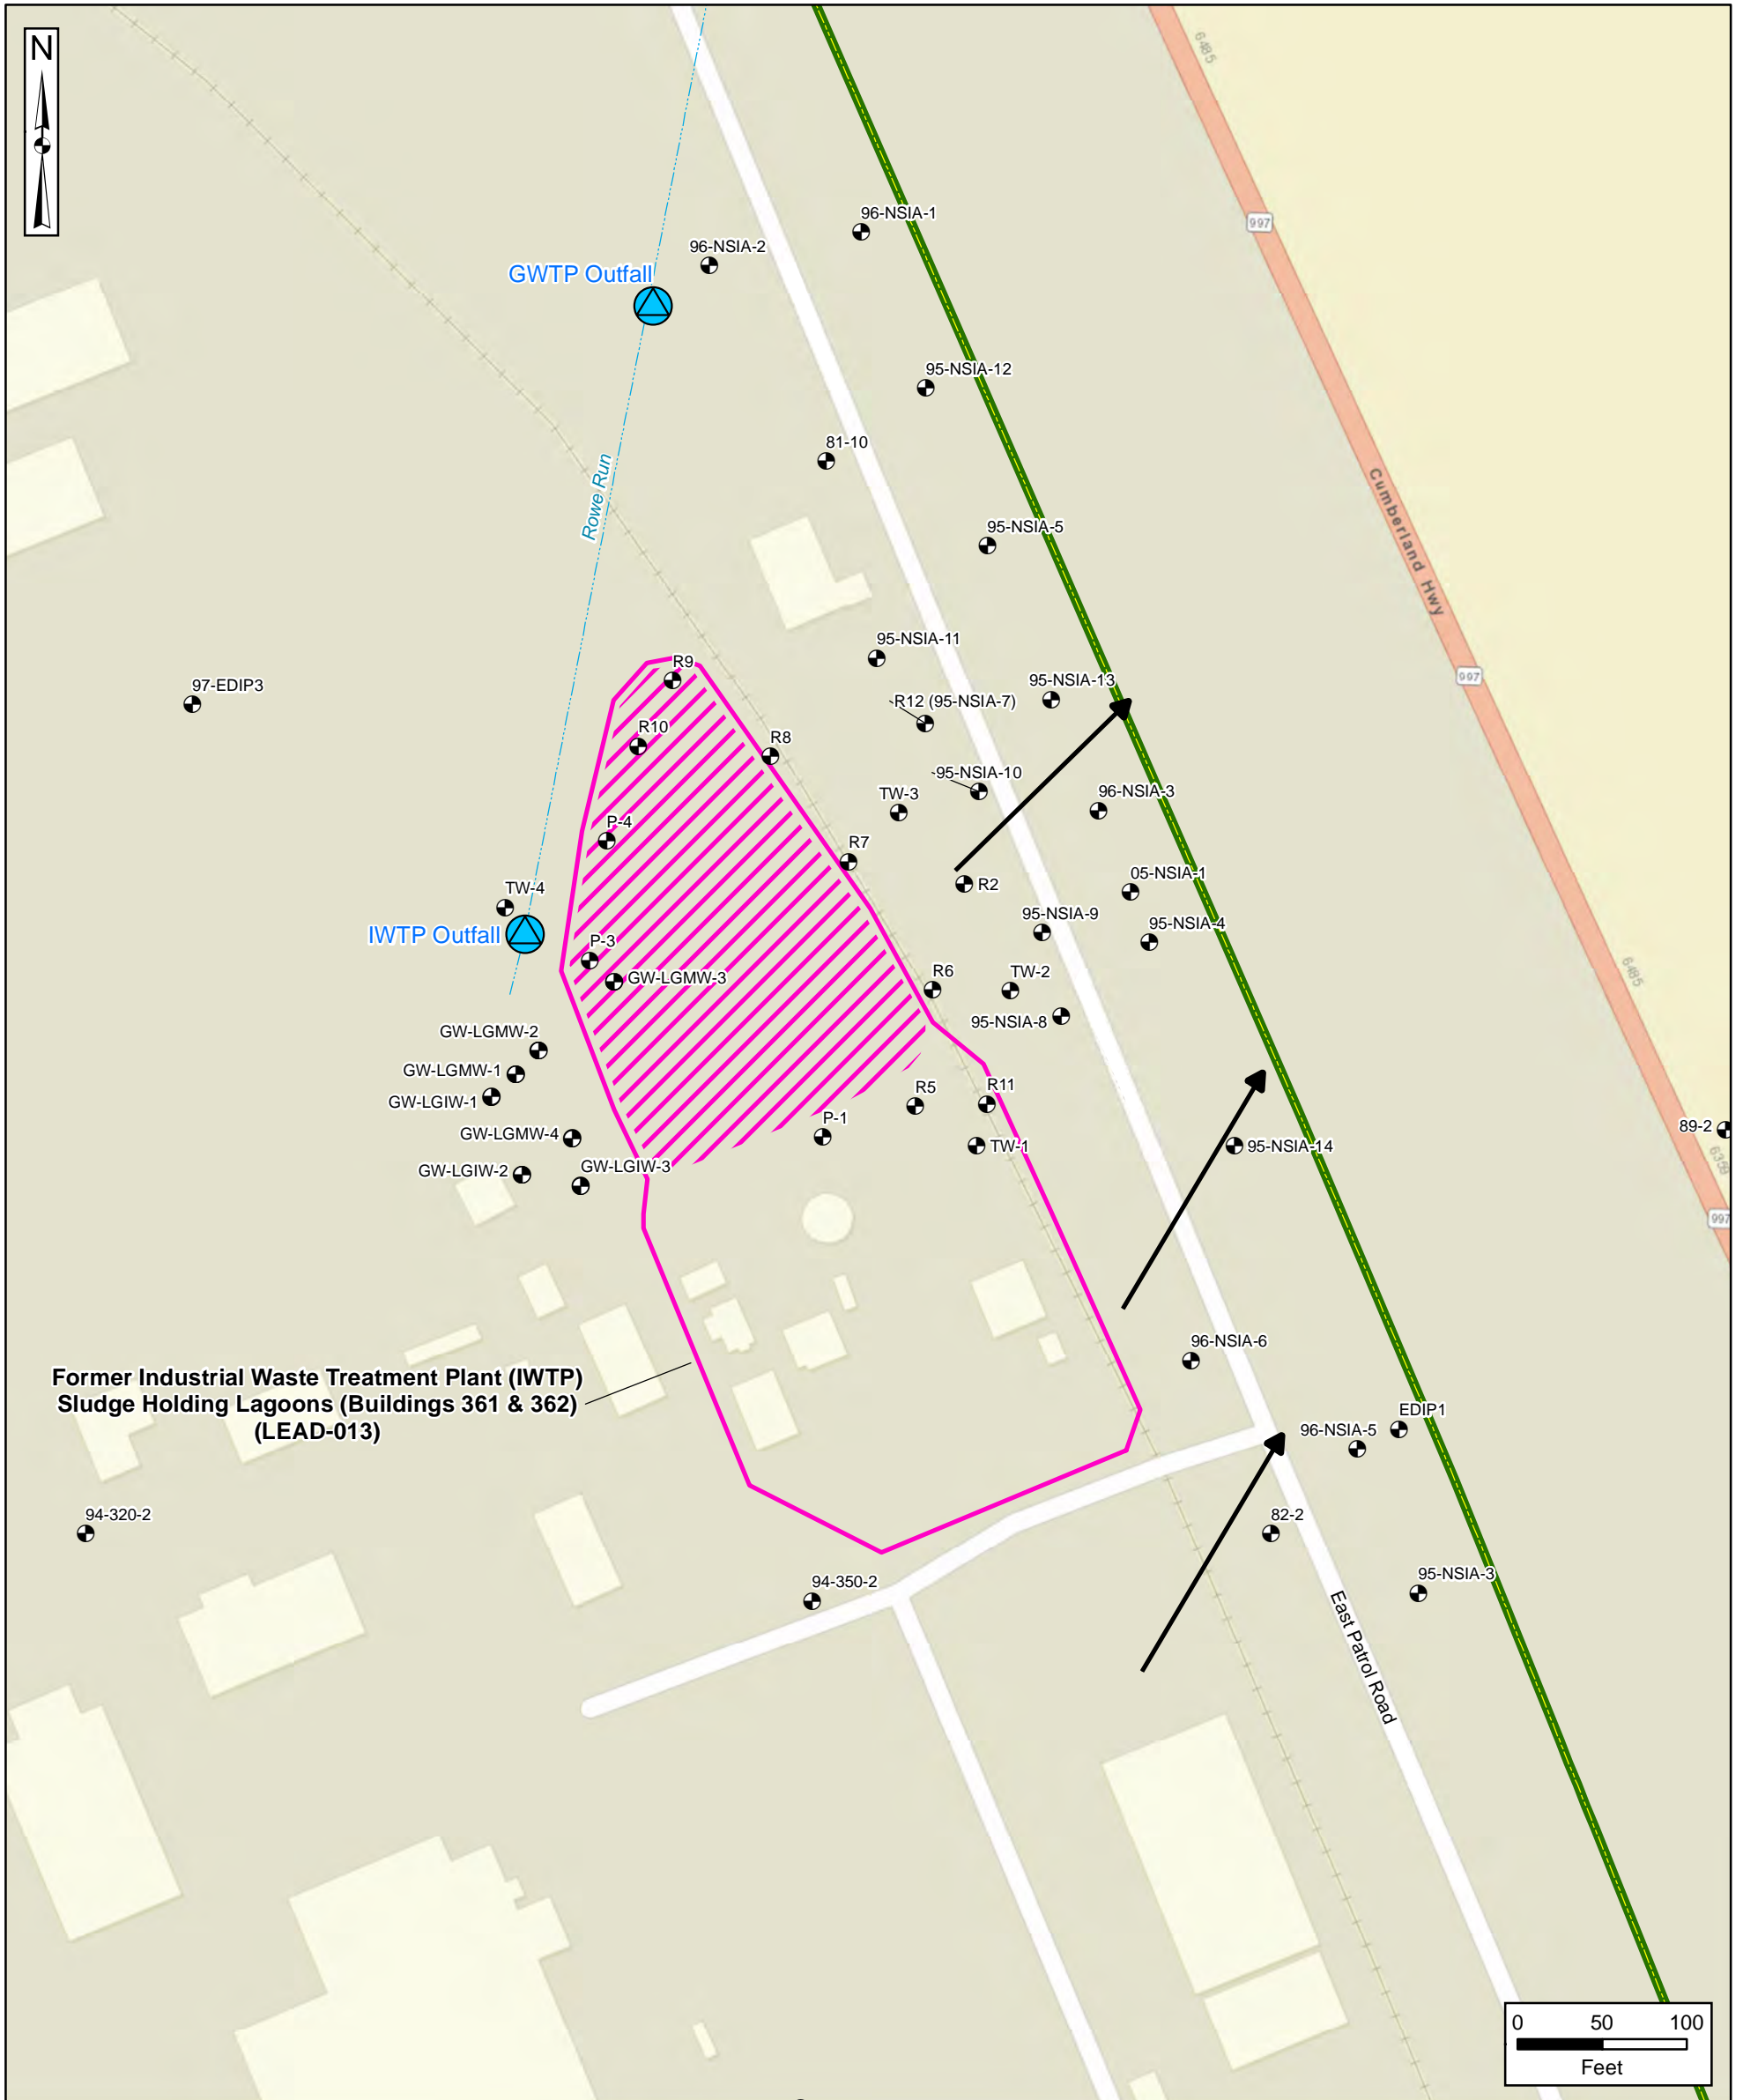 N
6485
96-NSIA-1
997
96-NSIA-2
GWTP Outfall
95-NSIA-12
81-10
Rowe Run
Cumberland Hwy
95-NSIA-5
95-NSIA-11
R9
997
97-EDIP3
95-NSIA-13
R12 (95-NSIA-7)
R10
R8
95-NSIA-10
TW-3
96-NSIA-3
P-4
R7
05-NSIA-1
R2
TW-4
95-NSIA-9
95-NSIA-4
IWTP Outfall
P-3
GW-LGMW-3
R6
TW-2
6485
95-NSIA-8
GW-LGMW-2
GW-LGMW-1
R11
R5
GW-LGIW-1
P-1
89-2
GW-LGMW-4
TW-1
95-NSIA-14
GW-LGIW-3
GW-LGIW-2
997
96-NSIA-6
Former Industrial Waste Treatment Plant (IWTP)
Sludge Holding Lagoons (Buildings 361 & 362)
(LEAD-013)
EDIP1
96-NSIA-5
94-320-2
82-2
95-NSIA-3
94-350-2
East Patrol Road
0 50 100
Feet